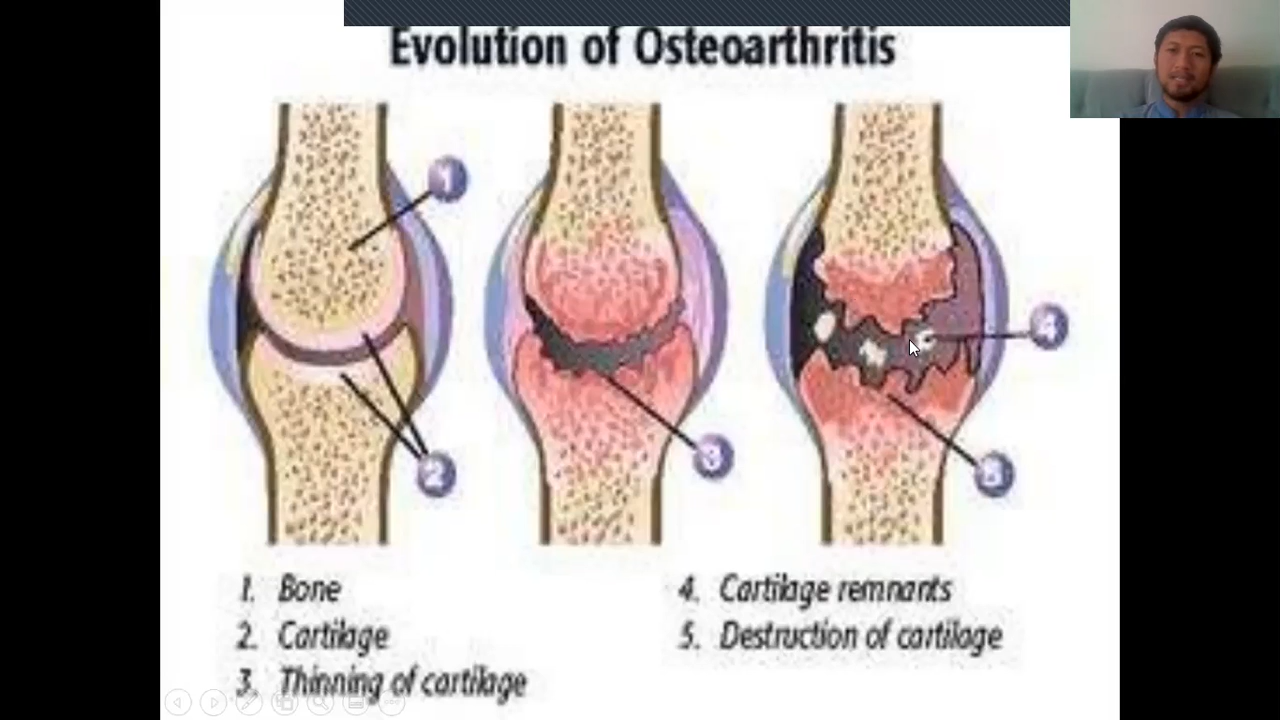 Evolution of Osteoarthritis
1
2
3
4
5
1. Bone
2. Cartilage
3. Thinning of cartilage
4. Cartilage remnants
5. Destruction of cartilage